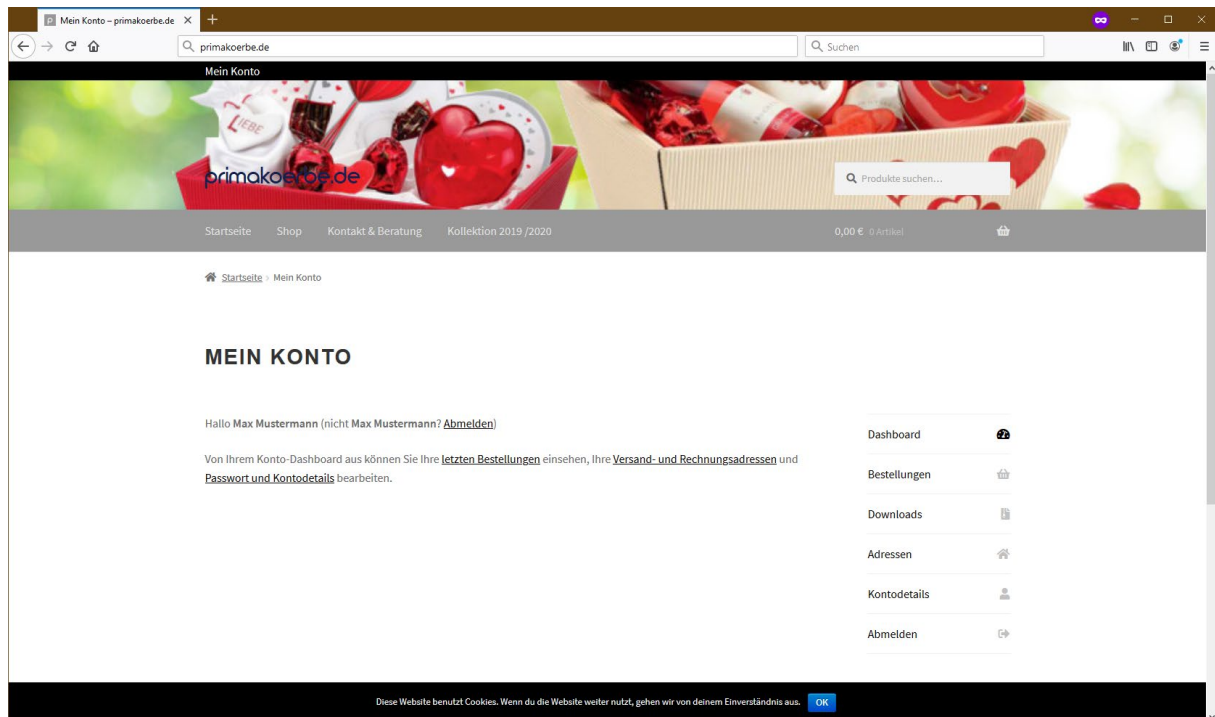 Mein Konto – primakoerbe.de
primakoerbe.de
Suchen
Mein Konto
LIEBE
primakoerbe.de
Produkte suchen...
Startseite Shop Kontakt & Beratung Kollektion 2019 /2020 0,00 € 0 Artikel
Startseite Mein Konto
MEIN KONTO
Hallo Max Mustermann (nicht Max Mustermann? Abmelden)
Von Ihrem Konto-Dashboard aus können Sie Ihre letzten Bestellungen einsehen, Ihre Versand- und Rechnungsadressen und
Passwort und Kontodetails bearbeiten.
Dashboard
Bestellungen
Downloads
Adressen
Kontodetails
Abmelden
Diese Website benutzt Cookies. Wenn du die Website weiter nutzt, gehen wir von deinem Einverständnis aus. OK